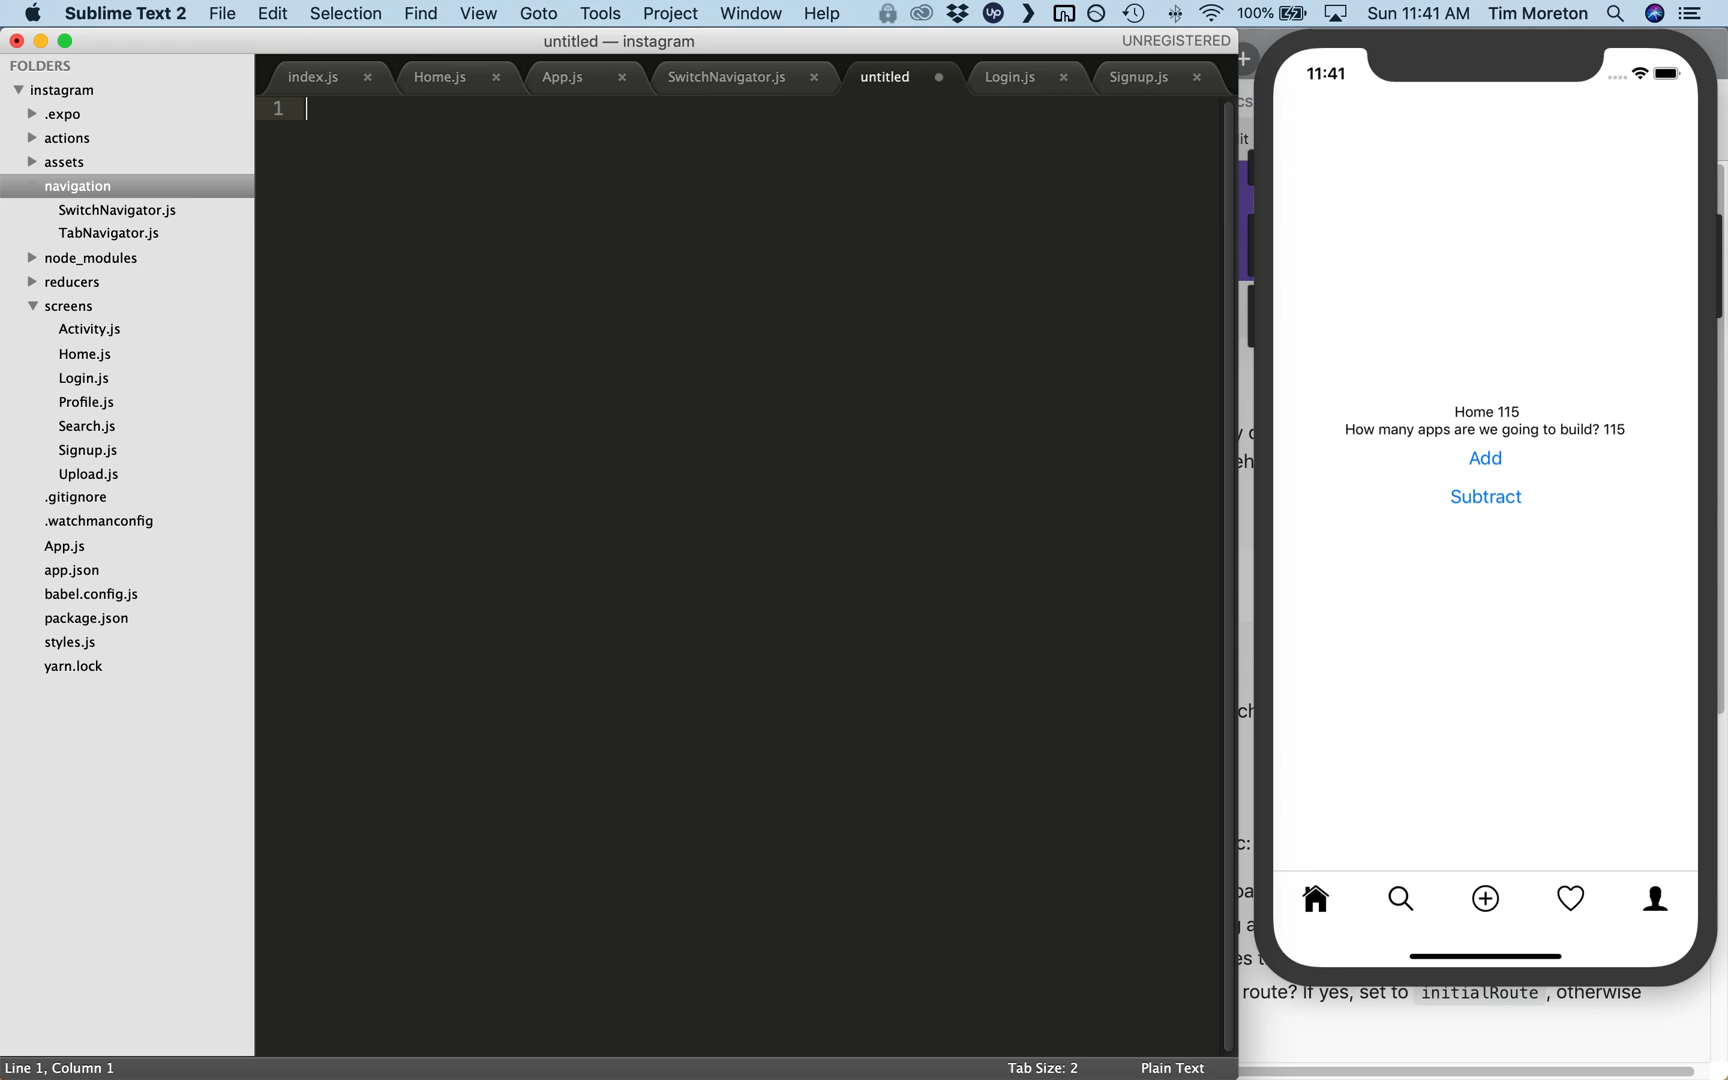 Sublime Text 2 File Edit Selection Find View Goto Tools Project Window Help Up 100% Sun 11:41 AM Tim Moreton
untitled — instagram UNREGISTERED
FOLDERS
instagram
.expo
actions
assets
navigation
SwitchNavigator.js
TabNavigator.js
node_modules
reducers
screens
Activity.js
Home.js
Login.js
Profile.js
Search.js
Signup.js
Upload.js
.gitignore
.watchmanconfig
App.js
app.json
babel.config.js
package.json
styles.js
yarn.lock
index.js Home.js App.js SwitchNavigator.js untitled Login.js Signup.js
1
11:41
Home 115
How many apps are we going to build? 115
Add
Subtract
route? If yes, set to initialRoute, otherwise
Line 1, Column 1 Tab Size: 2 Plain Text